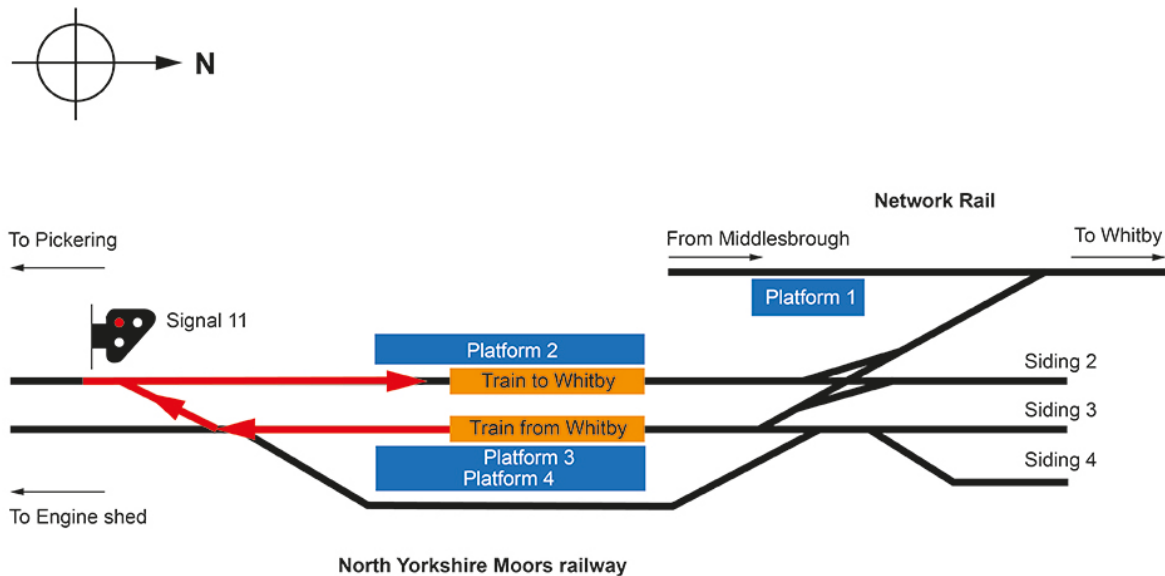 N
Network Rail
To Pickering
From Middlesbrough
To Whitby
Platform 1
Signal 11
Platform 2
Siding 2
Train to Whitby
Siding 3
Train from Whitby
Platform 3
Siding 4
Platform 4
To Engine shed
North Yorkshire Moors railway